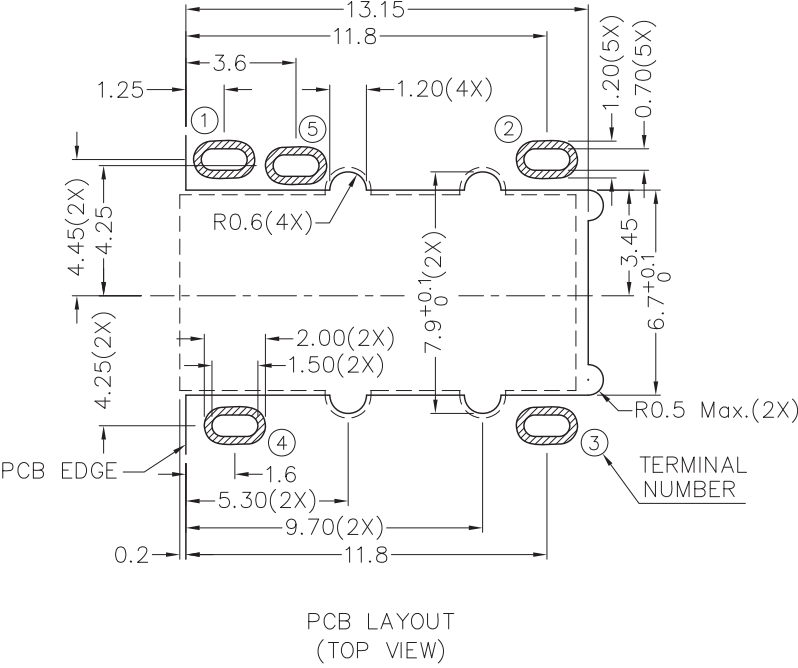 13.15
11.8
3.6
1.25
1.20(4X)
1.20(5X)
0.70(5X)
1
5
2
4.45(2X)
4.25
R0.6(4X)
7.9+0.1 0(2X)
3.45
6.7+0.1 0
4.25(2X)
2.00(2X)
1.50(2X)
R0.5 Max.(2X)
4
3
PCB EDGE
1.6
TERMINAL
NUMBER
5.30(2X)
9.70(2X)
0.2
11.8
PCB LAYOUT
(TOP VIEW)